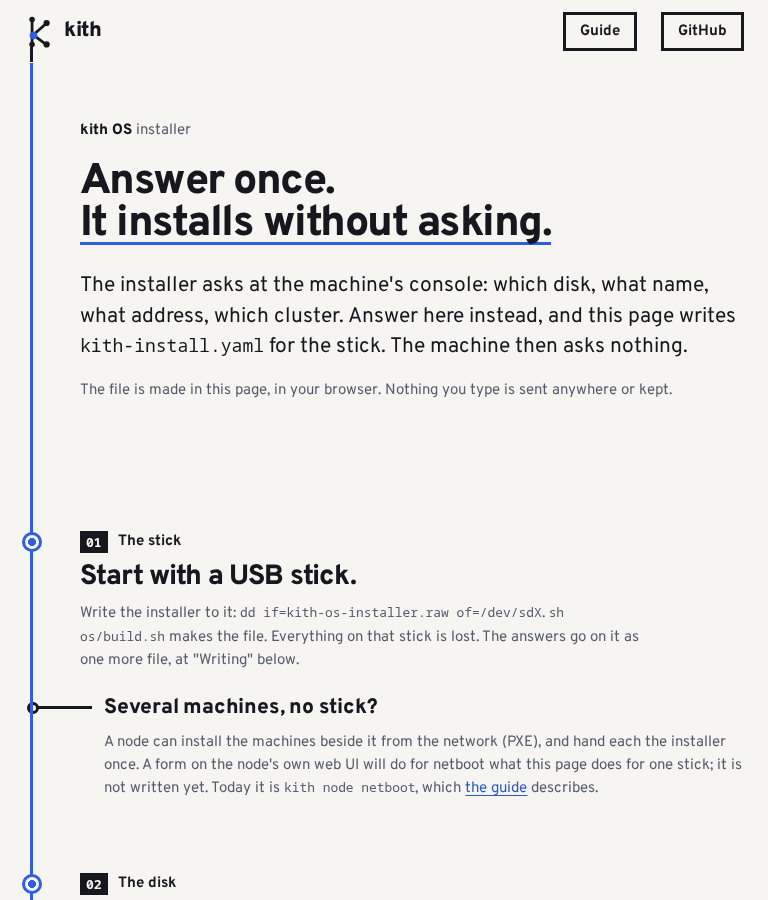 kith
Guide
GitHub
kith OS installer
Answer once.
It installs without asking.
The installer asks at the machine's console: which disk, what name,
what address, which cluster. Answer here instead, and this page writes
kith-install.yaml for the stick. The machine then asks nothing.
The file is made in this page, in your browser. Nothing you type is sent anywhere or kept.
01 The stick
Start with a USB stick.
Write the installer to it: dd if=kith-os-installer.raw of=/dev/sdX. sh
os/build.sh makes the file. Everything on that stick is lost. The answers go on it as
one more file, at "Writing" below.
Several machines, no stick?
A node can install the machines beside it from the network (PXE), and hand each the installer
once. A form on the node's own web UI will do for netboot what this page does for one stick; it is
not written yet. Today it is kith node netboot, which the guide describes.
02 The disk